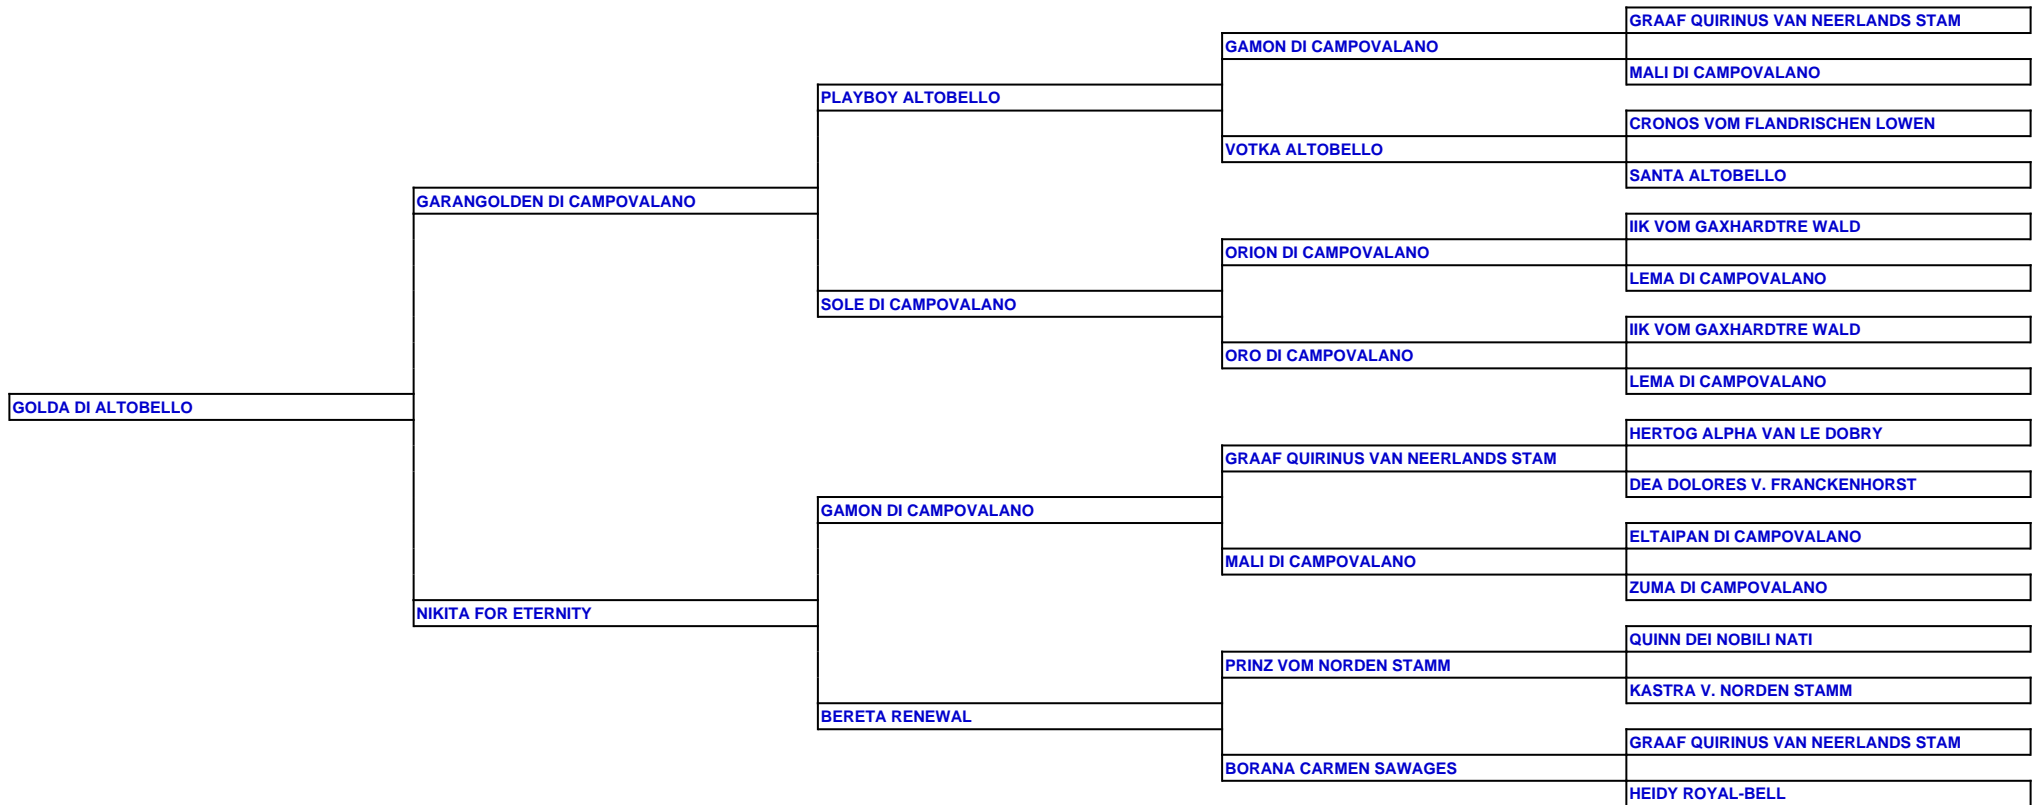 GRAAF QUIRINUS VAN NEERLANDS STAM
GAMON DI CAMPOVALANO
MALI DI CAMPOVALANO
PLAYBOY ALTOBELLO
CRONOS VOM FLANDRISCHEN LOWEN
VOTKA ALTOBELLO
SANTA ALTOBELLO
GARANGOLDEN DI CAMPOVALANO
IIK VOM GAXHARDTRE WALD
ORION DI CAMPOVALANO
LEMA DI CAMPOVALANO
SOLE DI CAMPOVALANO
IIK VOM GAXHARDTRE WALD
ORO DI CAMPOVALANO
LEMA DI CAMPOVALANO
GOLDA DI ALTOBELLO
HERTOG ALPHA VAN LE DOBRY
GRAAF QUIRINUS VAN NEERLANDS STAM
DEA DOLORES V. FRANCKENHORST
GAMON DI CAMPOVALANO
ELTAIPAN DI CAMPOVALANO
MALI DI CAMPOVALANO
ZUMA DI CAMPOVALANO
NIKITA FOR ETERNITY
QUINN DEI NOBILI NATI
PRINZ VOM NORDEN STAMM
KASTRA V. NORDEN STAMM
BERETA RENEWAL
GRAAF QUIRINUS VAN NEERLANDS STAM
BORANA CARMEN SAWAGES
HEIDY ROYAL-BELL